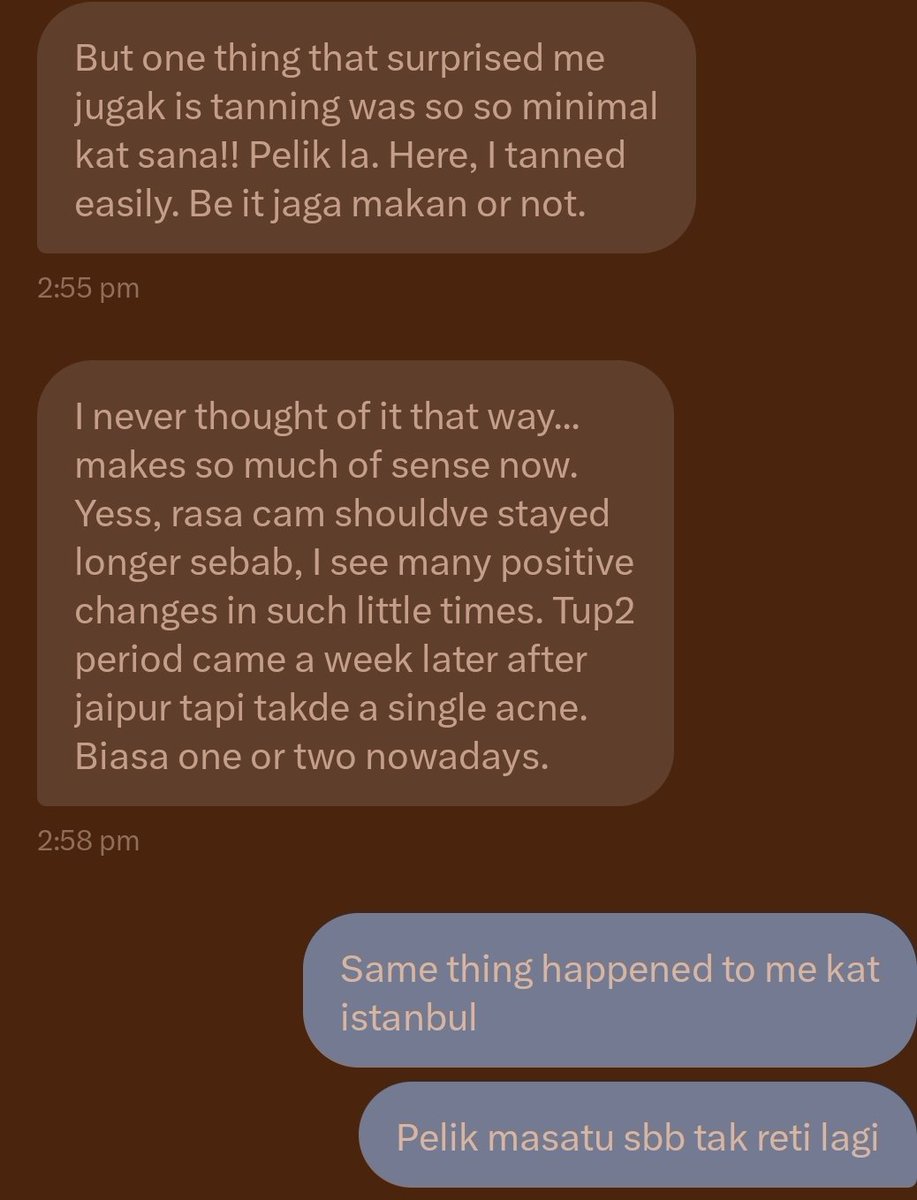 But one thing that surprised me
jugak is tanning was so so minimal
kat sana!! Pelik la. Here, I tanned
easily. Be it jaga makan or not.
2:55 pm
I never thought of it that way...
makes so much of sense now.
Yess, rasa cam shouldve stayed
longer sebab, I see many positive
changes in such little times. Tup2
period came a week later after
jaipur tapi takde a single acne.
Biasa one or two nowadays.
2:58 pm
Same thing happened to me kat
istanbul
Pelik masatu sbb tak reti lagi